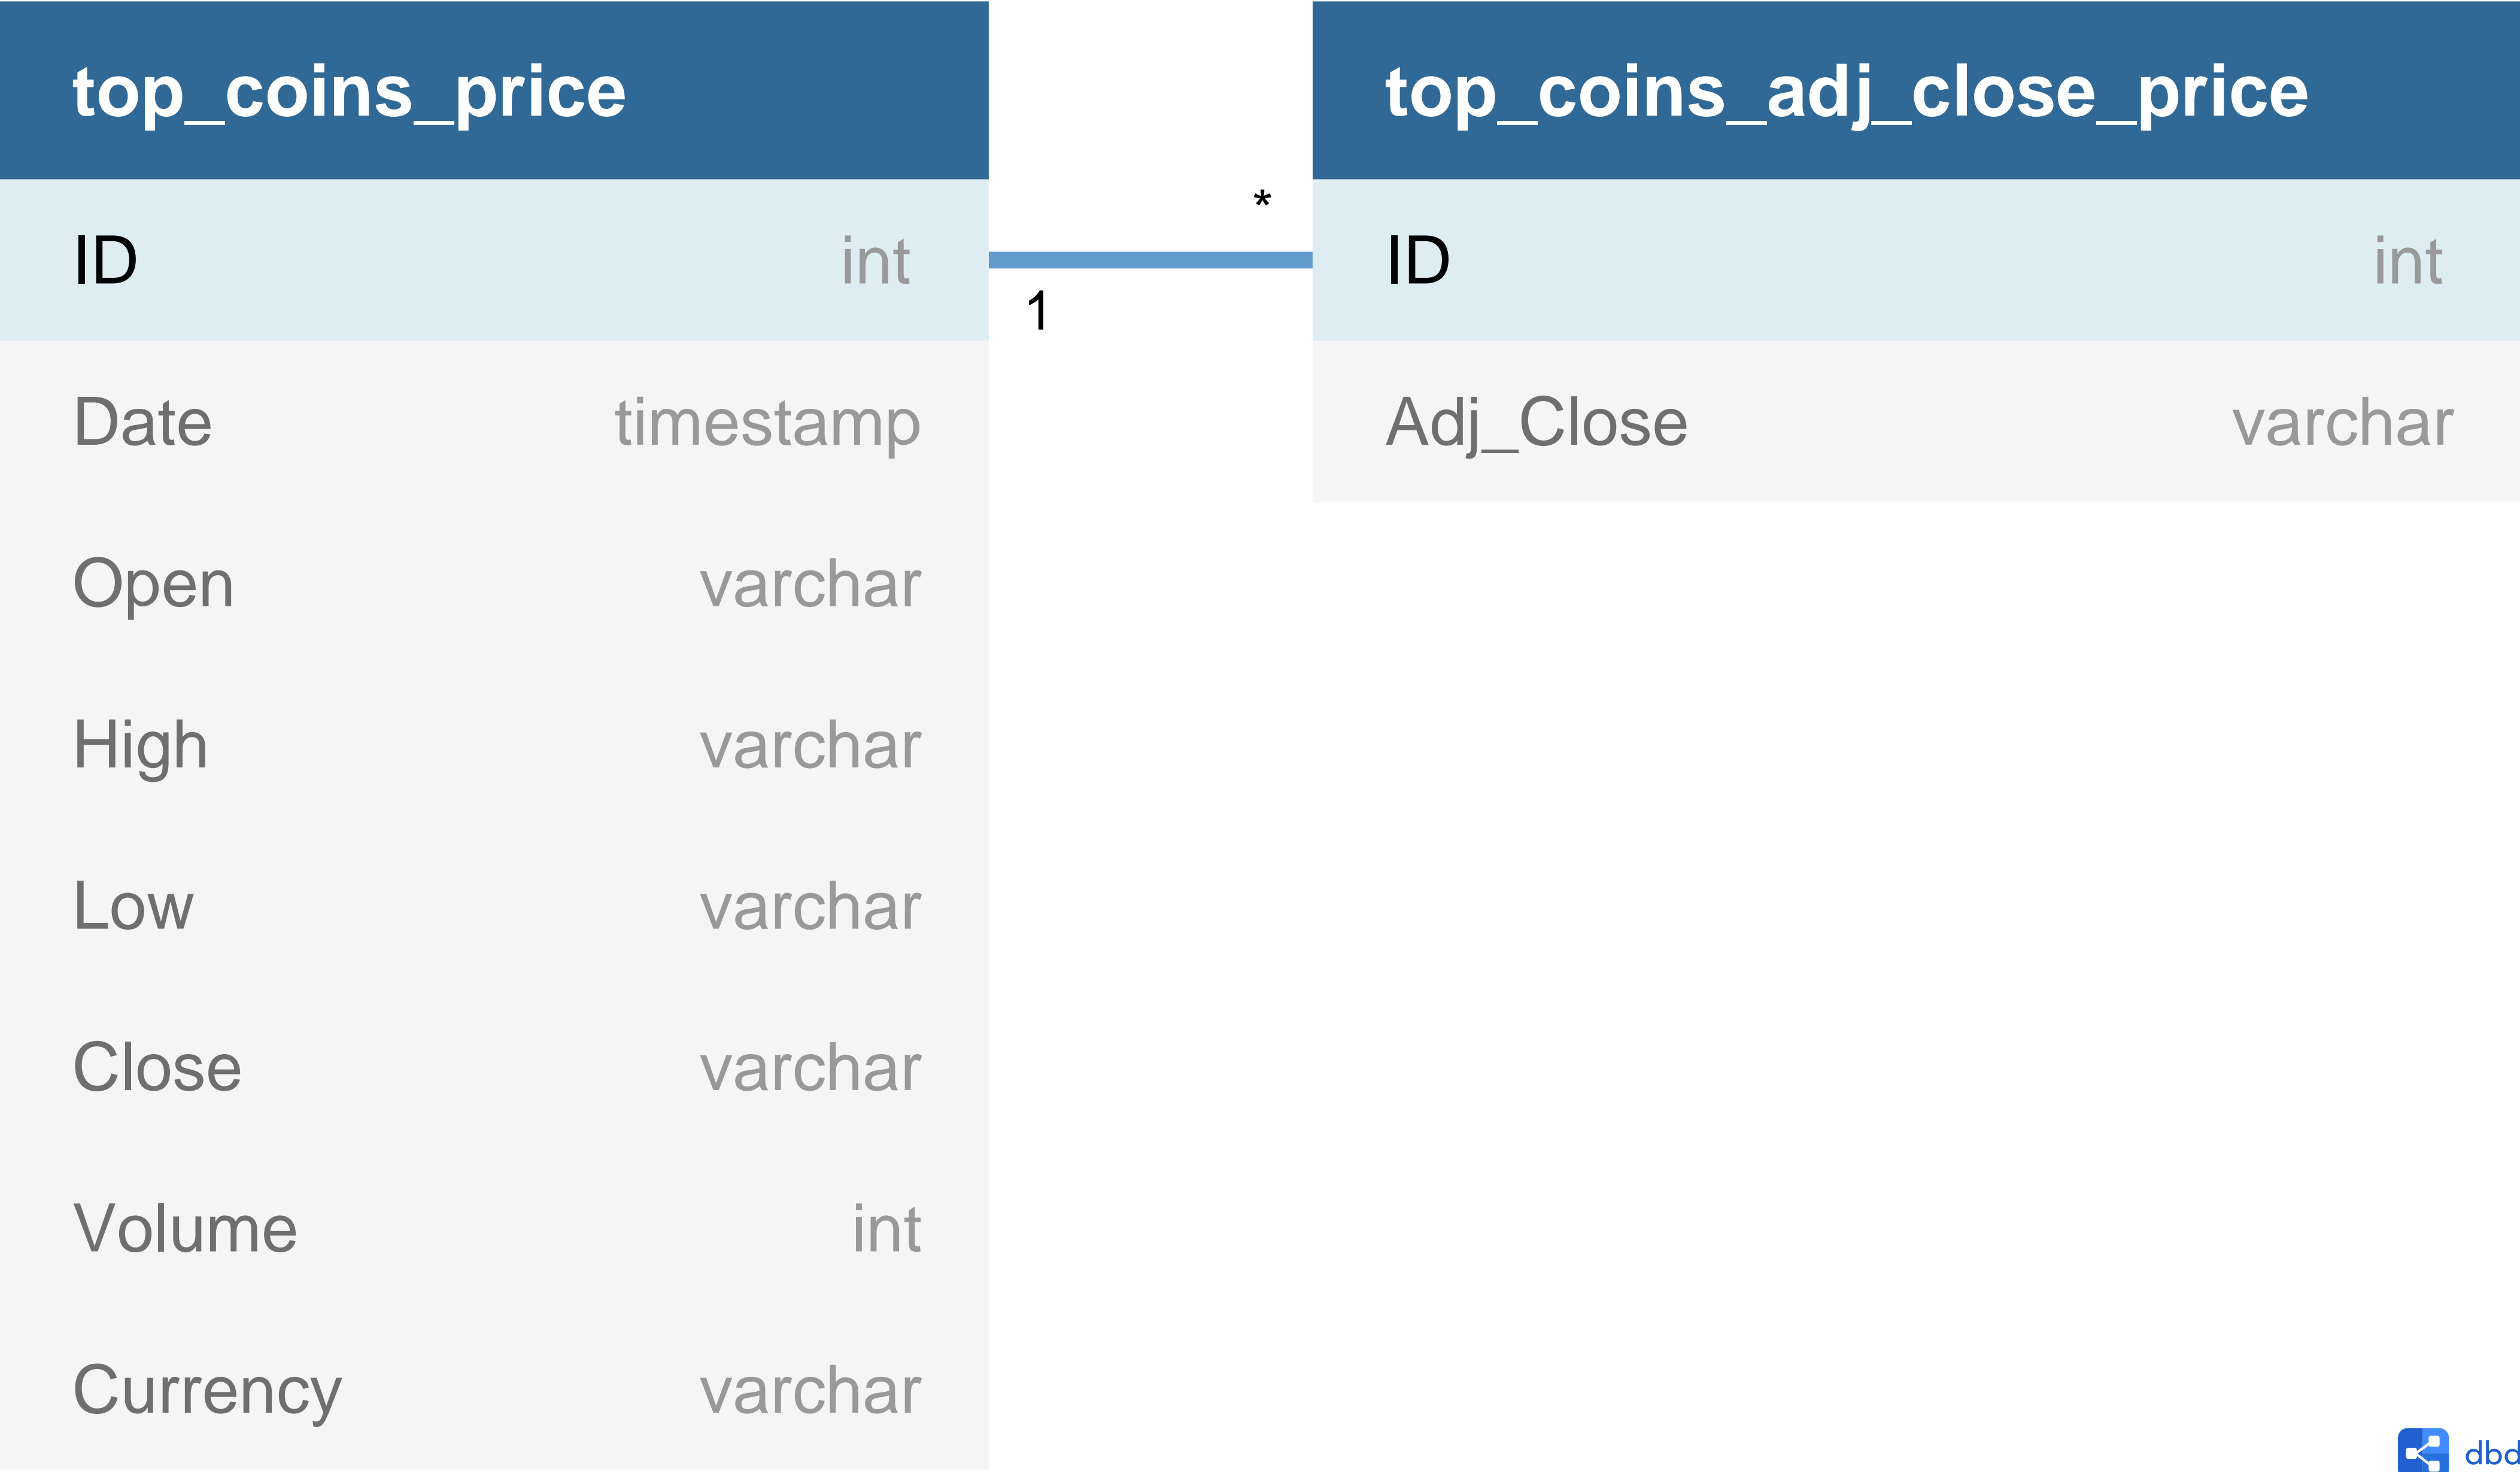 top_coins_price
ID int
Date timestamp
Open varchar
High varchar
Low varchar
Close varchar
Volume int
Currency varchar
*
1
top_coins_adj_close_price
ID int
Adj_Close varchar
dbd